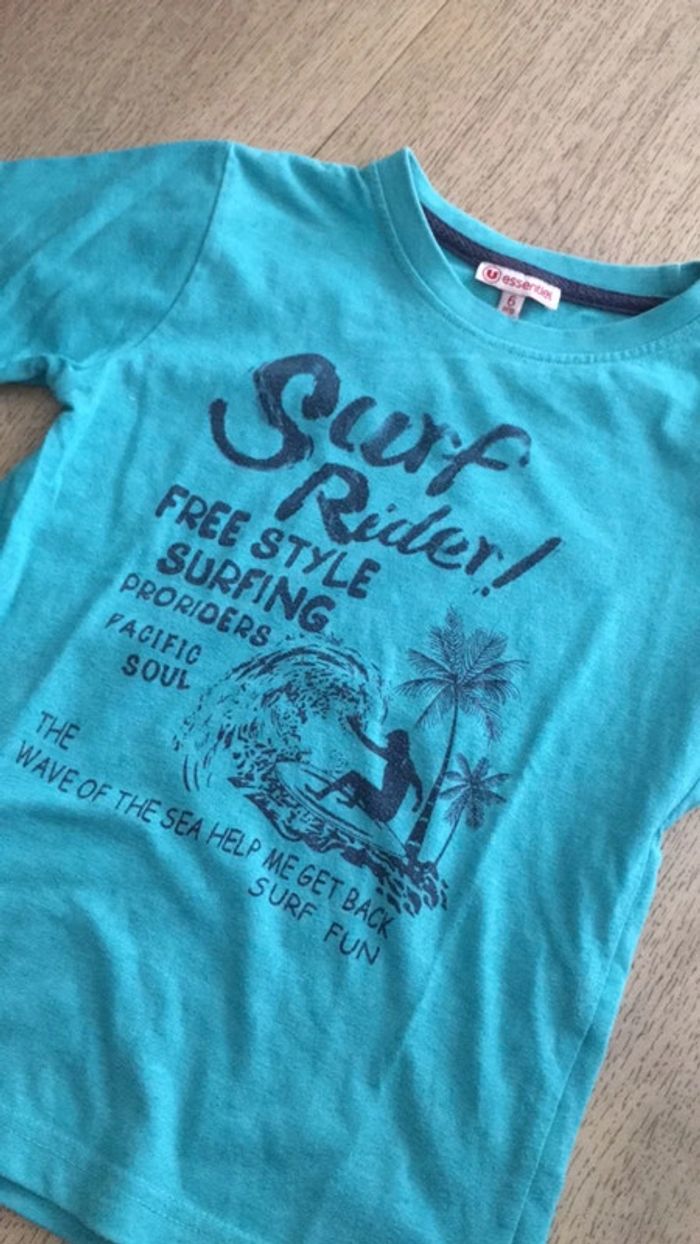 U essentiel
6
Surf
Rider!
FREE STYLE
SURFING
PRORIDERS
PACIFIC
SOUL
THE
WAVE OF THE SEA HELP ME GET BACK
SURF FUN